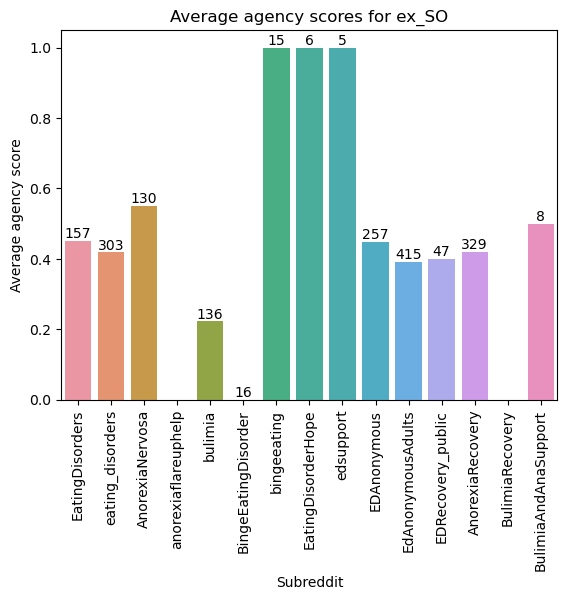 Average agency scores for ex_SO
Average agency score
1.0
0.8
0.6
0.4
0.2
0.0
157
303
130
136
16
15
6
5
257
415
47
329
8
EatingDisorders
eating_disorders
AnorexiaNervosa
anorexiaflareuphelp
bulimia
BingeEatingDisorder
bingeeating
EatingDisorderHope
edsupport
EDAnonymous
EdAnonymousAdults
EDRecovery_public
AnorexiaRecovery
BulimiaRecovery
BulimiaAndAnaSupport
Subreddit